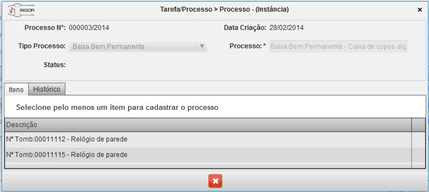 SIGOR
Tarefa/Processo > Processo - (Instância)
Processo Nº: 000003/2014 Data Criação: 28/02/2014
Tipo Processo: Baixa Bem Permanente Processo: * Baixa Bem Permanente - Caixa de copos alg
Status:
Itens Histórico
Selecione pelo menos um item para cadastrar o processo
Descrição
Nº Tomb:00011112 - Relógio de parede
Nº Tomb:00011115 - Relógio de parede